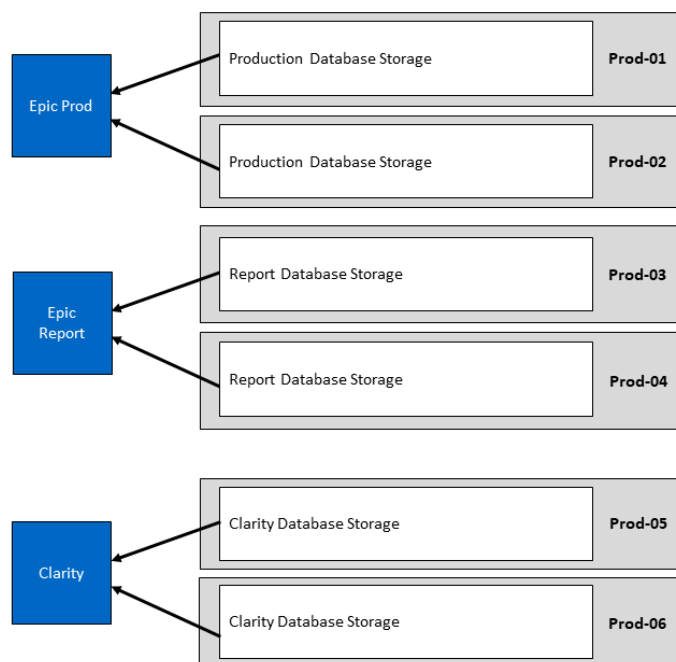 Production Database Storage
Prod-01
Epic Prod
Production Database Storage
Prod-02
Report Database Storage
Prod-03
Epic
Report
Report Database Storage
Prod-04
Clarity Database Storage
Prod-05
Clarity
Clarity Database Storage
Prod-06